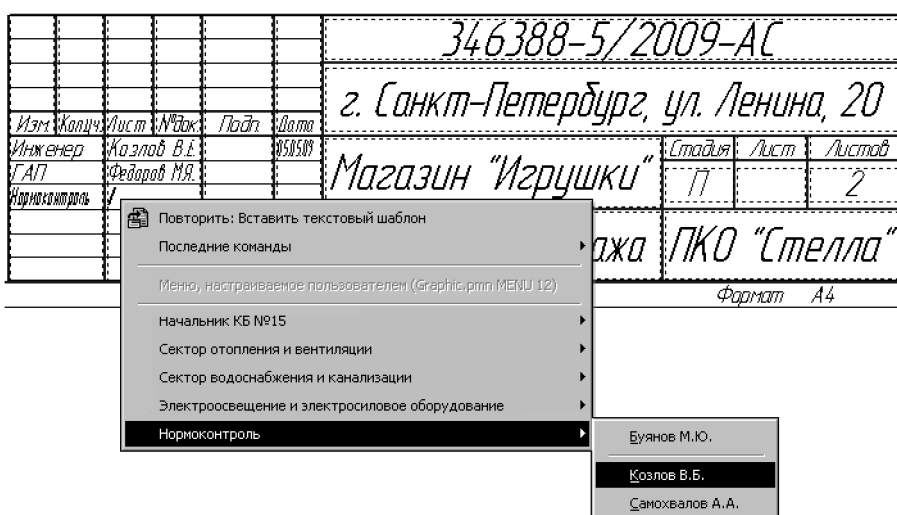 346388-5/2009-АС
г. Санкт-Петербург, ул. Ленина, 20
Изм. Кол.уч. Лист №док. Подп. Дата
Инженер Козлов В.Б. 05.05.09
Магазин "Игрушки" Стадия Лист Листов
ГАП Федоров М.Я. П 2
Нормоконтроль
ажа ПКО "Стелла"
Формат А4
Повторить: Вставить текстовый шаблон
Последние команды
Меню, настраиваемое пользователем (Graphic.pmn MENU 12)
Начальник КБ №15
Сектор отопления и вентиляции
Сектор водоснабжения и канализации
Электроосвещение и электросиловое оборудование
Нормоконтроль
Буянов М.Ю.
Козлов В.Б.
Самохвалов А.А.